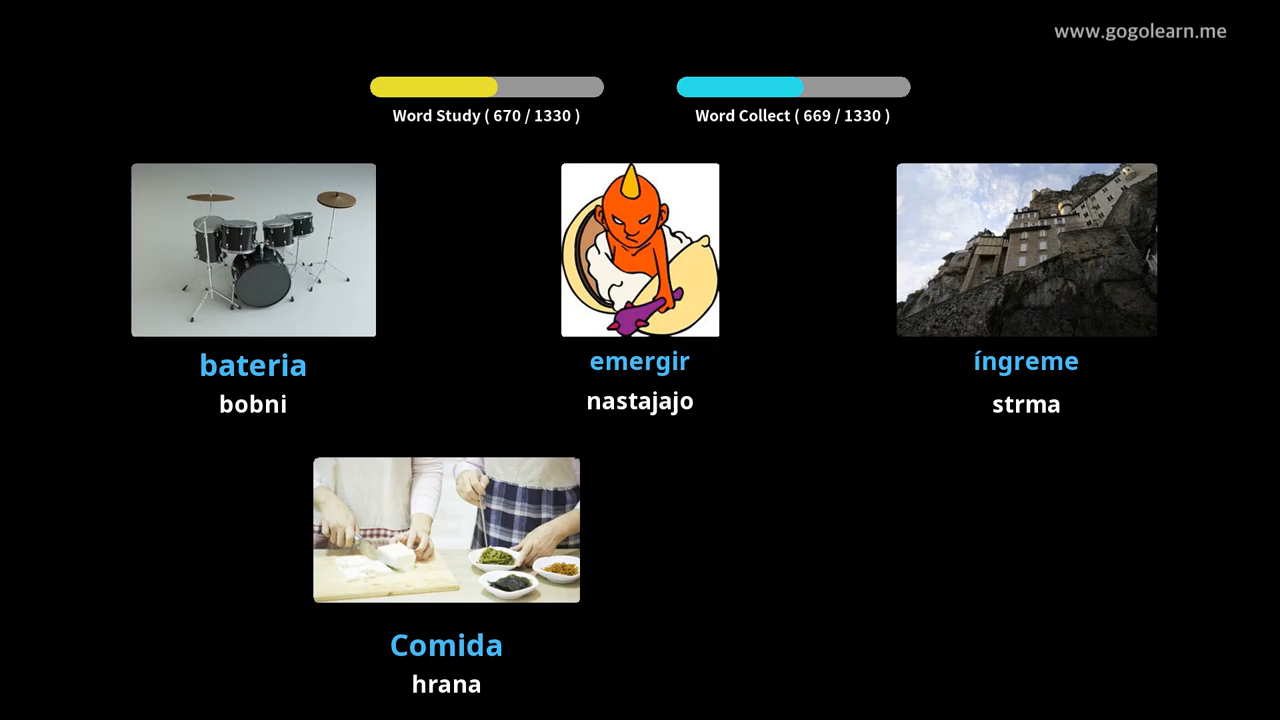 www.gogolearn.me
Word Study ( 670 / 1330 )
Word Collect ( 669 / 1330 )
bateria
bobni
emergir
nastajajo
íngreme
strma
Comida
hrana